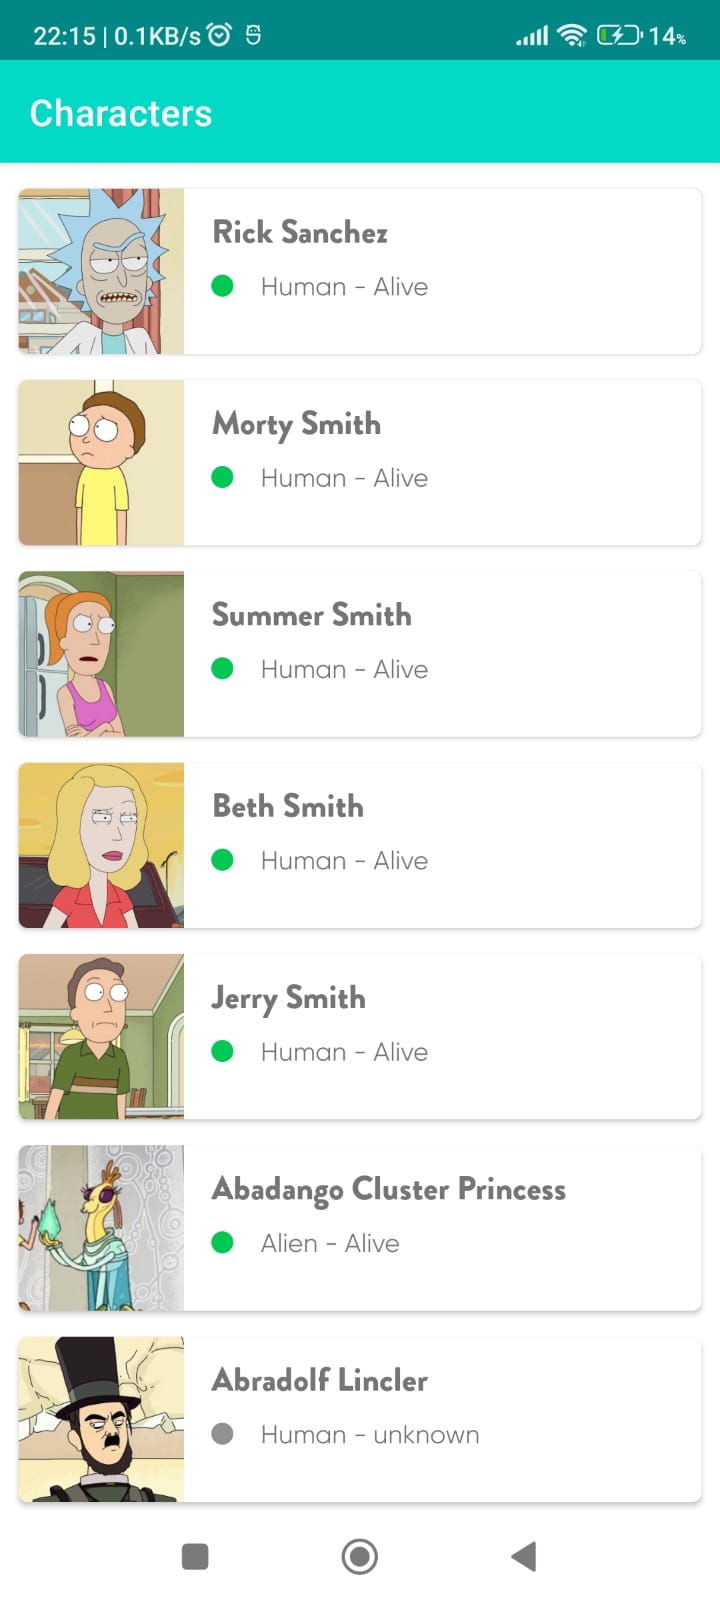 22:15 | 0.1KB/s
14%
Characters
Rick Sanchez
Human - Alive
Morty Smith
Human - Alive
Summer Smith
Human - Alive
Beth Smith
Human - Alive
Jerry Smith
Human - Alive
Abadango Cluster Princess
Alien - Alive
Abradolf Lincler
Human - unknown